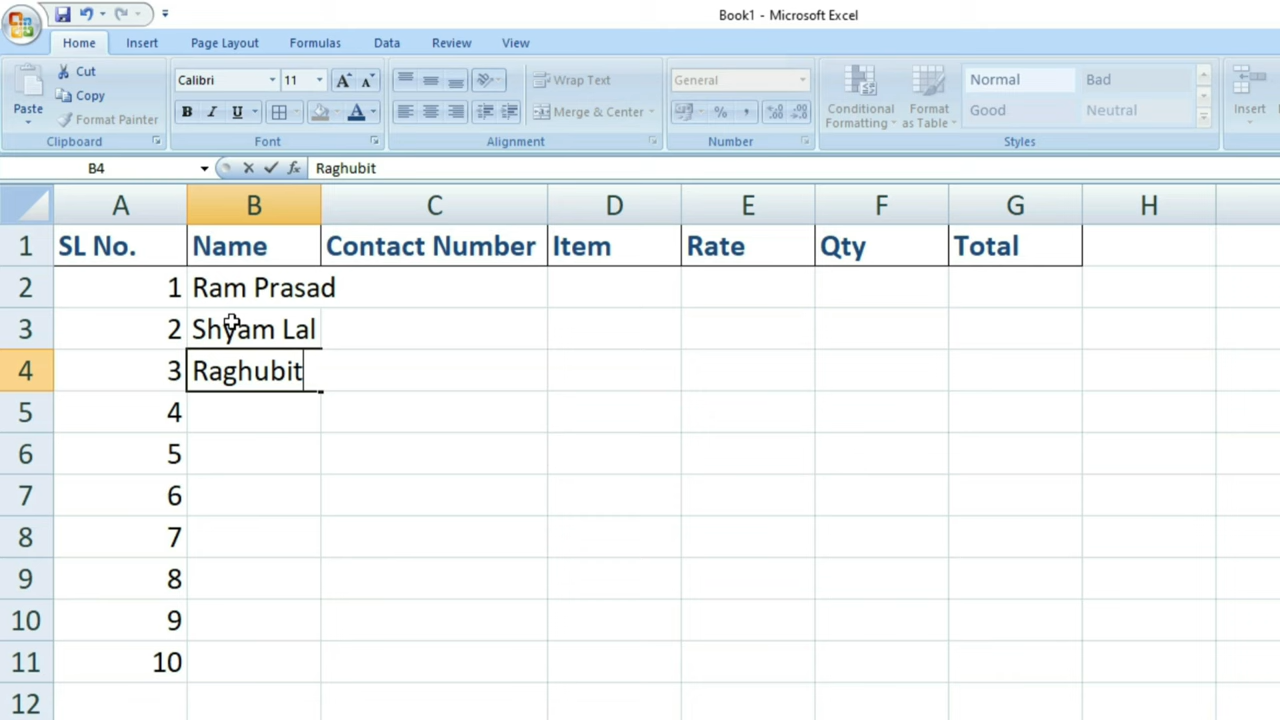 Book1 - Microsoft Excel
Home Insert Page Layout Formulas Data Review View
Cut
Copy
Format Painter
Paste
Clipboard
Calibri 11
B I U
Font
Wrap Text
Merge & Center
Alignment
General
% ,
Number
Conditional Formatting
Format as Table
Normal Bad
Good Neutral
Styles
Insert
B4 fx Raghubit
A B C D E F G H
1 SL No. Name Contact Number Item Rate Qty Total
2 1 Ram Prasad
3 2 Shyam Lal
4 3 Raghubit
5 4
6 5
7 6
8 7
9 8
10 9
11 10
12